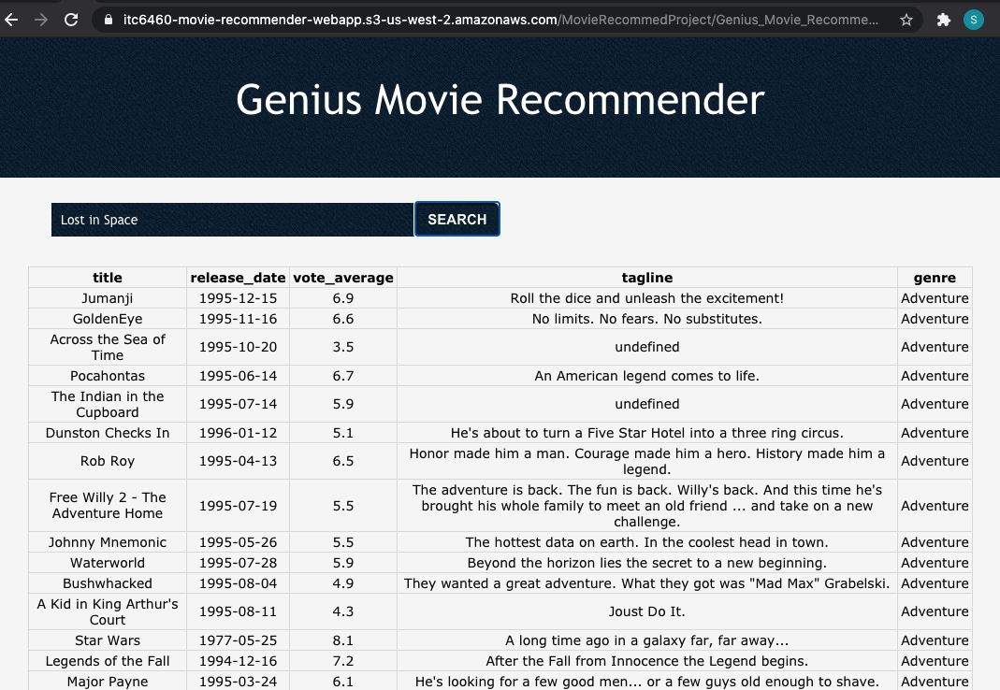 itc6460-movie-recommender-webapp.s3-us-west-2.amazonaws.com/MovieRecommedProject/Genius_Movie_Recomme...
S
Genius Movie Recommender
Lost in Space
SEARCH
title release_date vote_average tagline genre
Jumanji 1995-12-15 6.9 Roll the dice and unleash the excitement! Adventure
GoldenEye 1995-11-16 6.6 No limits. No fears. No substitutes. Adventure
Across the Sea of
Time 1995-10-20 3.5 undefined Adventure
Pocahontas 1995-06-14 6.7 An American legend comes to life. Adventure
The Indian in the
Cupboard 1995-07-14 5.9 undefined Adventure
Dunston Checks In 1996-01-12 5.1 He's about to turn a Five Star Hotel into a three ring circus. Adventure
Rob Roy 1995-04-13 6.5 Honor made him a man. Courage made him a hero. History made him a
legend. Adventure
Free Willy 2 - The
Adventure Home 1995-07-19 5.5 The adventure is back. The fun is back. Willy's back. And this time he's
brought his whole family to meet an old friend ... and take on a new
challenge. Adventure
Johnny Mnemonic 1995-05-26 5.5 The hottest data on earth. In the coolest head in town. Adventure
Waterworld 1995-07-28 5.9 Beyond the horizon lies the secret to a new beginning. Adventure
Bushwhacked 1995-08-04 4.9 They wanted a great adventure. What they got was "Mad Max" Grabelski. Adventure
A Kid in King Arthur's
Court 1995-08-11 4.3 Joust Do It. Adventure
Star Wars 1977-05-25 8.1 A long time ago in a galaxy far, far away... Adventure
Legends of the Fall 1994-12-16 7.2 After the Fall from Innocence the Legend begins. Adventure
Major Payne 1995-03-24 6.1 He's looking for a few good men... or a few guys old enough to shave. Adventure